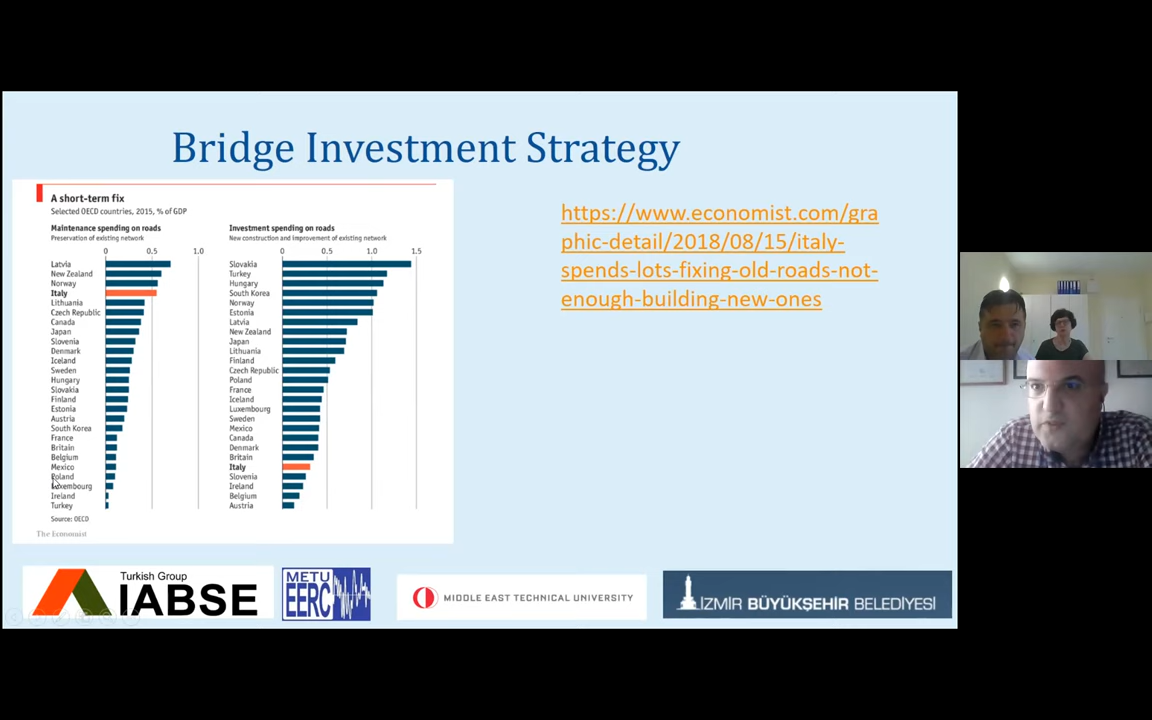 Bridge Investment Strategy
A short-term fix
Selected OECD countries, 2015, % of GDP
Maintenance spending on roads
Preservation of existing network
0 0.5 1.0
Latvia
New Zealand
Norway
Italy
Lithuania
Czech Republic
Canada
Japan
Slovenia
Denmark
Iceland
Sweden
Hungary
Slovakia
Finland
Estonia
Austria
South Korea
France
Britain
Belgium
Mexico
Poland
Luxembourg
Ireland
Turkey
Source: OECD
The Economist
Investment spending on roads
New construction and improvement of existing network
0 0.5 1.0 1.5
Slovakia
Turkey
Hungary
South Korea
Norway
Estonia
Latvia
New Zealand
Japan
Lithuania
Finland
Czech Republic
Poland
France
Iceland
Luxembourg
Sweden
Mexico
Canada
Denmark
Britain
Italy
Slovenia
Ireland
Belgium
Austria
https://www.economist.com/gra
phic-detail/2018/08/15/italy-
spends-lots-fixing-old-roads-not-
enough-building-new-ones
Turkish Group
IABSE
METU
EERC
MIDDLE EAST TECHNICAL UNIVERSITY
İZMİR BÜYÜKŞEHİR BELEDİYESİ